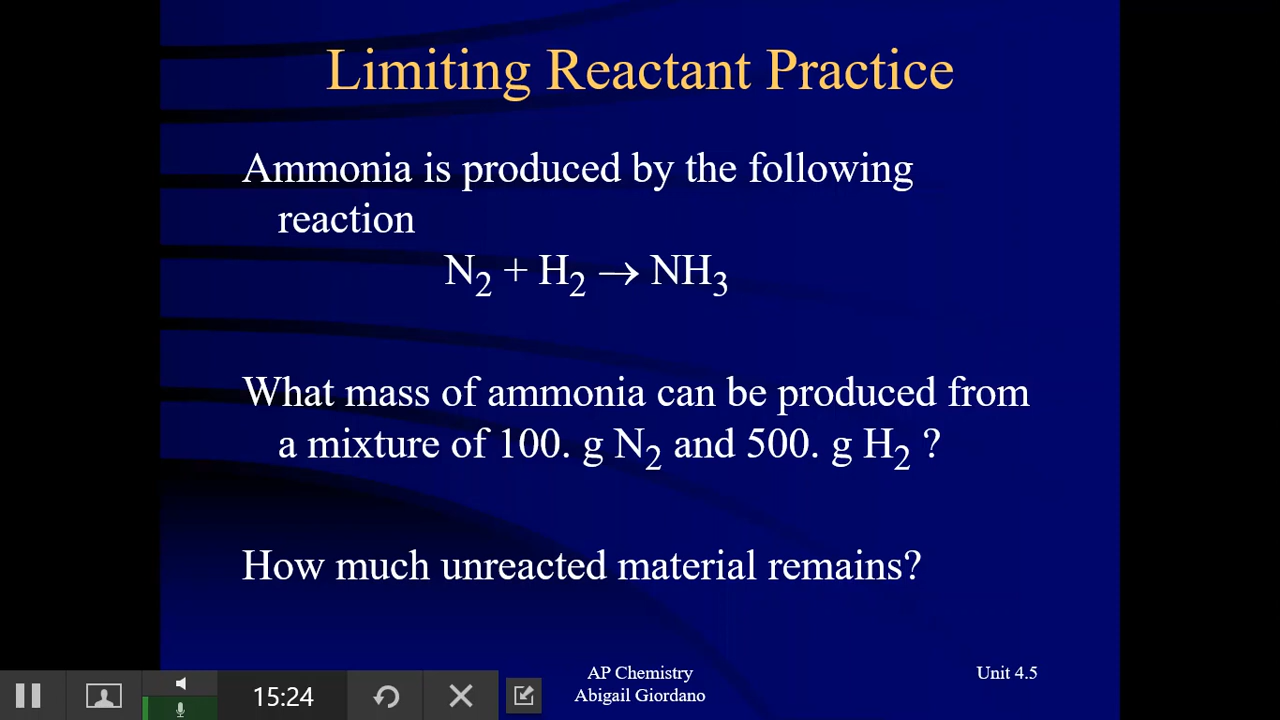 Limiting Reactant Practice
Ammonia is produced by the following
reaction
N₂ + H₂ → NH₃
What mass of ammonia can be produced from
a mixture of 100. g N₂ and 500. g H₂ ?
How much unreacted material remains?
AP Chemistry
Abigail Giordano
Unit 4.5
15:24